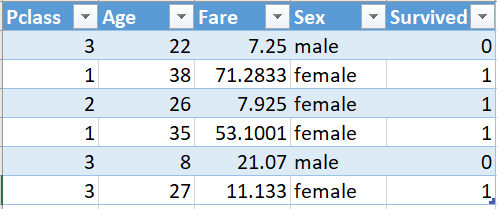 Pclass Age Fare Sex Survived
3 22 7.25 male 0
1 38 71.2833 female 1
2 26 7.925 female 1
1 35 53.1001 female 1
3 8 21.07 male 0
3 27 11.133 female 1